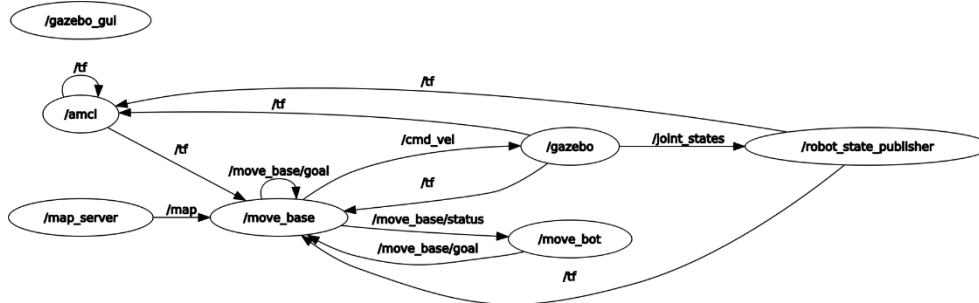 /gazebo_gui
/tf
/tf
/tf
/amcl
/cmd_vel
/joint_states
/gazebo
/robot_state_publisher
/tf
/move_base/goal
/tf
/map_server
/map
/move_base
/move_base/status
/move_bot
/move_base/goal
/tf